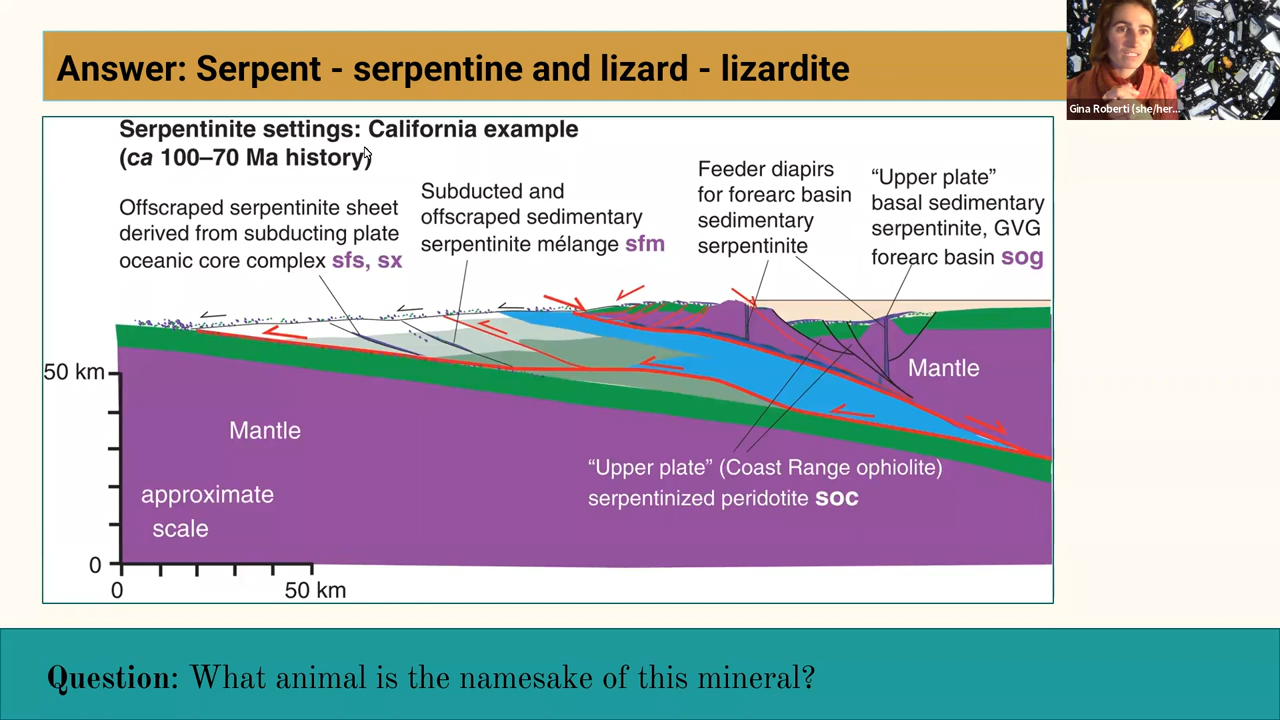 Answer: Serpent - serpentine and lizard - lizardite
Gina Roberti (she/her...
Serpentinite settings: California example
(ca 100–70 Ma history)
Offscraped serpentinite sheet
derived from subducting plate
oceanic core complex sfs, sx
Subducted and
offscraped sedimentary
serpentinite mélange sfm
Feeder diapirs
for forearc basin
sedimentary
serpentinite
“Upper plate”
basal sedimentary
serpentinite, GVG
forearc basin sog
50 km
Mantle
Mantle
approximate
scale
“Upper plate” (Coast Range ophiolite)
serpentinized peridotite soc
0
0
50 km
Question: What animal is the namesake of this mineral?